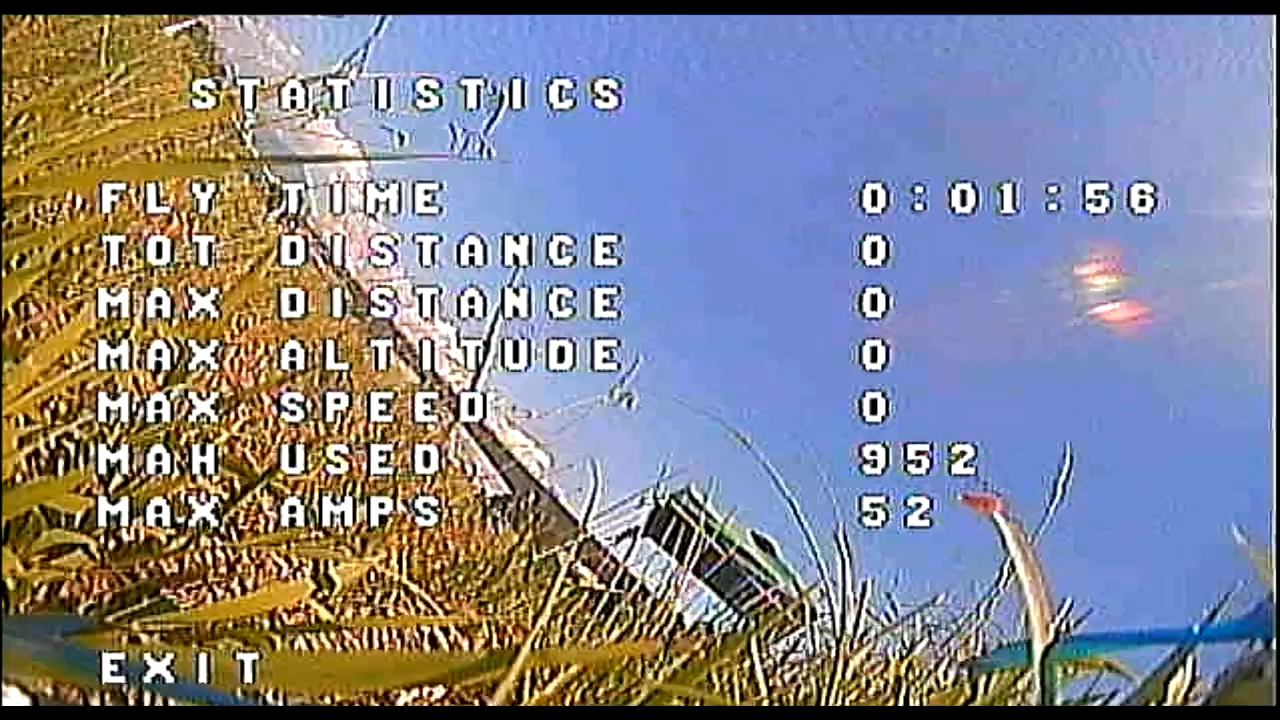 STATISTICS
FLY TIME 0:01:56
TOT DISTANCE 0
MAX DISTANCE 0
MAX ALTITUDE 0
MAX SPEED 0
MAH USED 952
MAX AMPS 52
EXIT